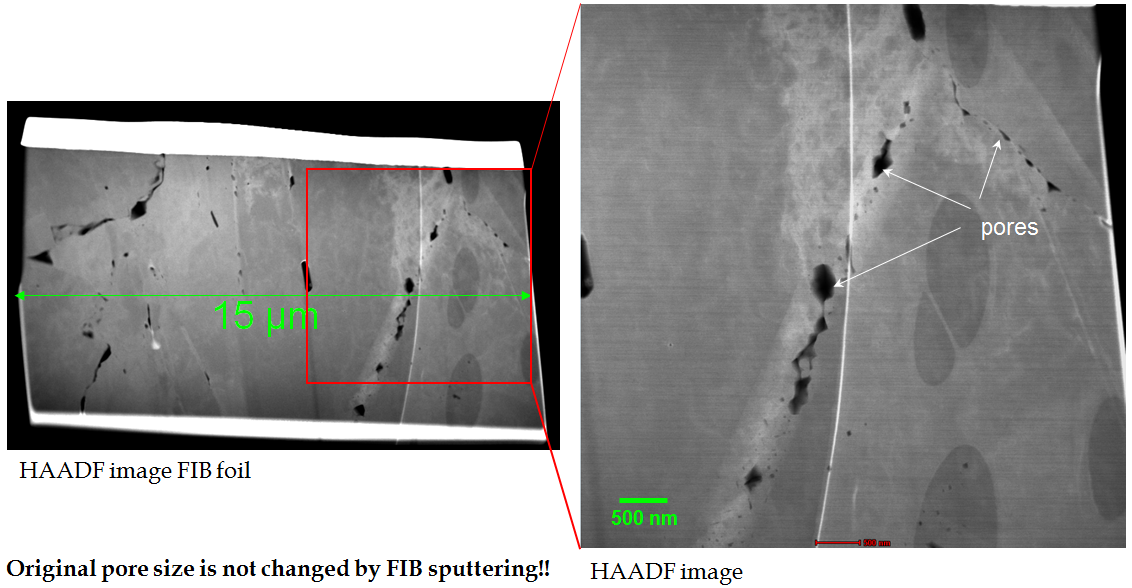 15 µm
HAADF image FIB foil
Original pore size is not changed by FIB sputtering!!
pores
500 nm
HAADF image